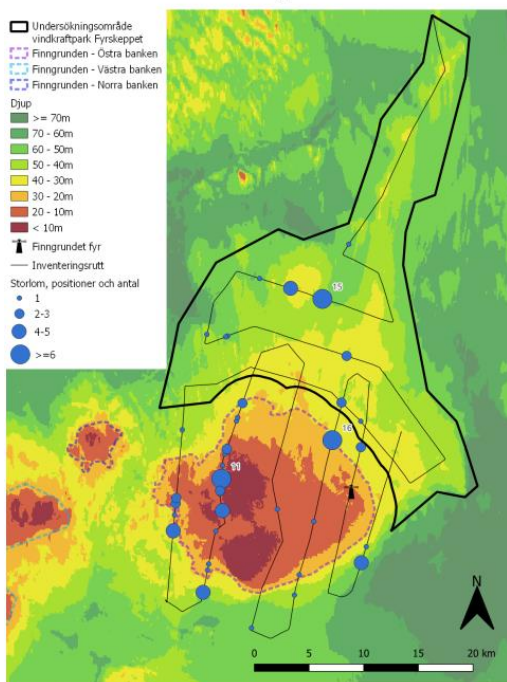 Undersökningsområde
vindkraftpark Fyrskeppet
Finngrunden - Östra banken
Finngrunden - Västra banken
Finngrunden - Norra banken
Djup
>= 70m
70 - 60m
60 - 50m
50 - 40m
40 - 30m
30 - 20m
20 - 10m
< 10m
Finngrundet fyr
Inventeringsrutt
Storlom, positioner och antal
1
2-3
4-5
>=6
15
16
11
N
0 5 10 15 20 km